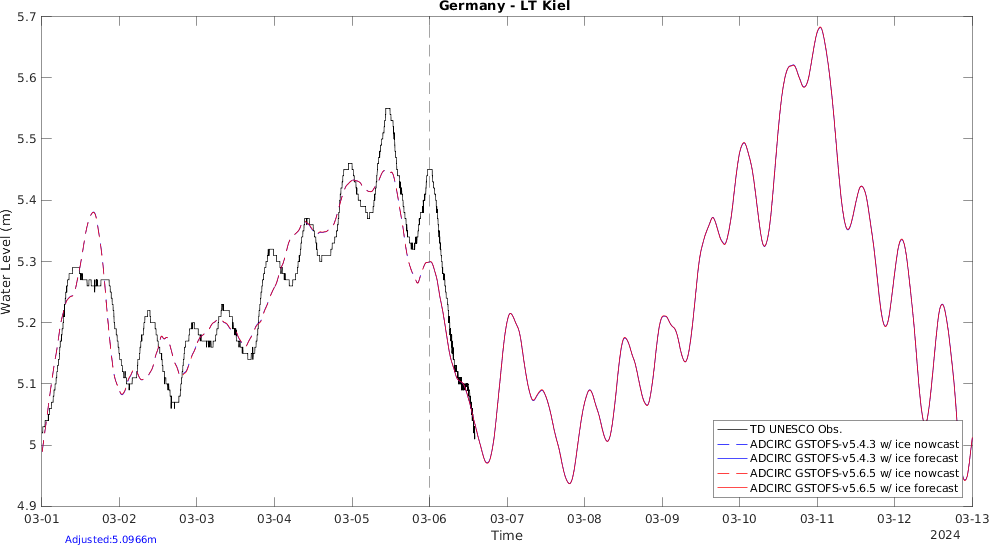 Germany - LT Kiel
5.7
5.6
5.5
5.4
5.3
5.2
5.1
5
4.9
Water Level (m)
03-01
03-02
03-03
03-04
03-05
03-06
03-07
03-08
03-09
03-10
03-11
03-12
03-13
Time
2024
Adjusted:5.0966m
TD UNESCO Obs.
ADCIRC GSTOFS-v5.4.3 w/ ice nowcast
ADCIRC GSTOFS-v5.4.3 w/ ice forecast
ADCIRC GSTOFS-v5.6.5 w/ ice nowcast
ADCIRC GSTOFS-v5.6.5 w/ ice forecast